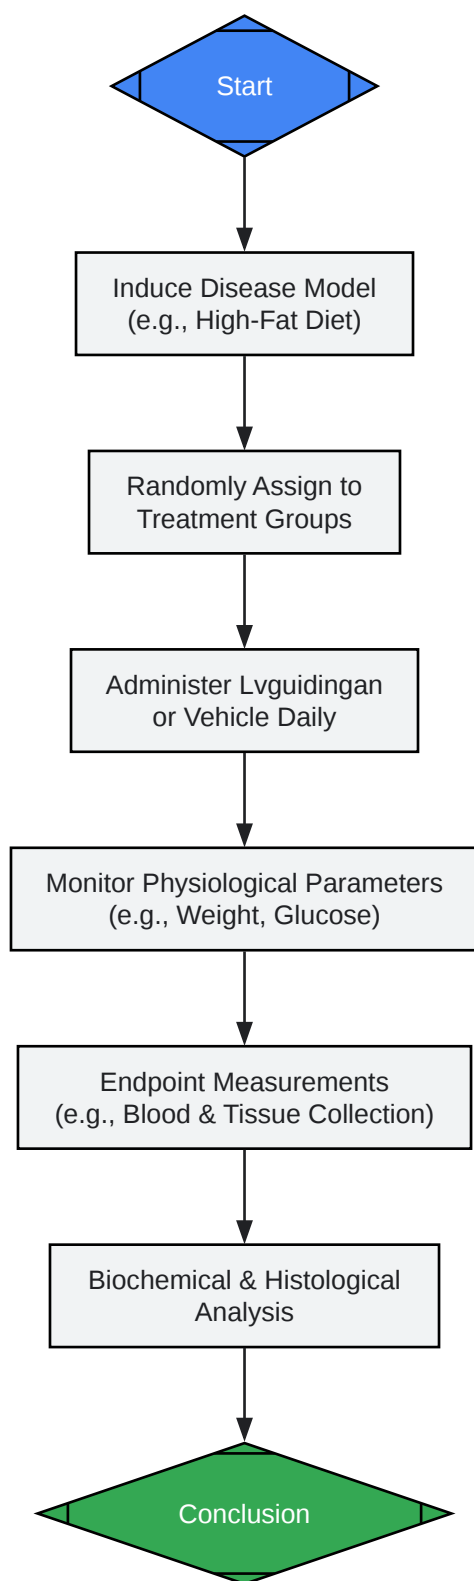 Start
Induce Disease Model
(e.g., High-Fat Diet)
Randomly Assign to
Treatment Groups
Administer Lvguidingan
or Vehicle Daily
Monitor Physiological Parameters
(e.g., Weight, Glucose)
Endpoint Measurements
(e.g., Blood & Tissue Collection)
Biochemical & Histological
Analysis
Conclusion